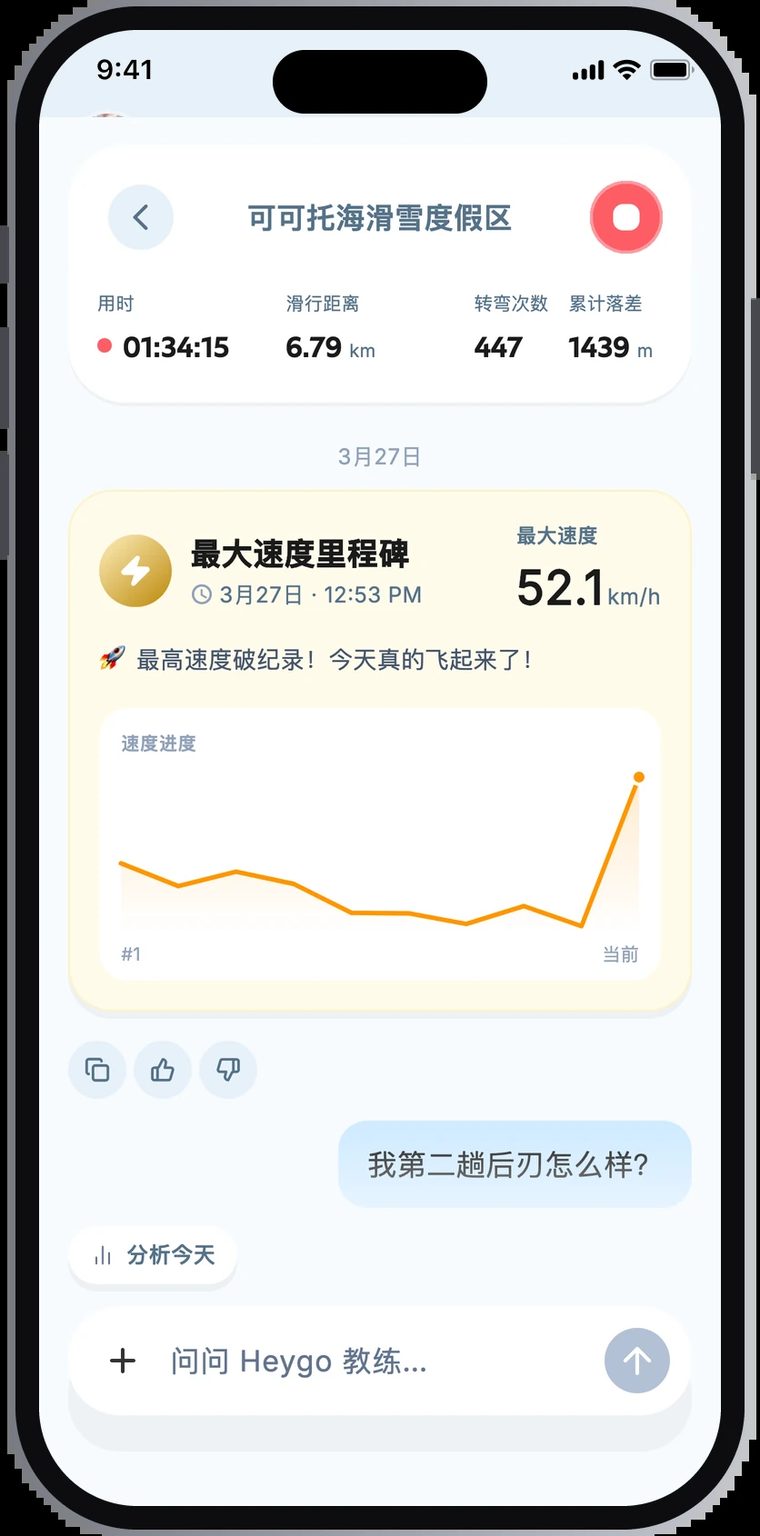 9:41
可可托海滑雪度假区
用时 滑行距离 转弯次数 累计落差
01:34:15 6.79 km 447 1439 m
3月27日
最大速度里程碑
3月27日 · 12:53 PM
最大速度
52.1km/h
🚀 最高速度破纪录!今天真的飞起来了!
速度进度
#1 当前
我第二趟后刃怎么样?
分析今天
问问 Heygo 教练...